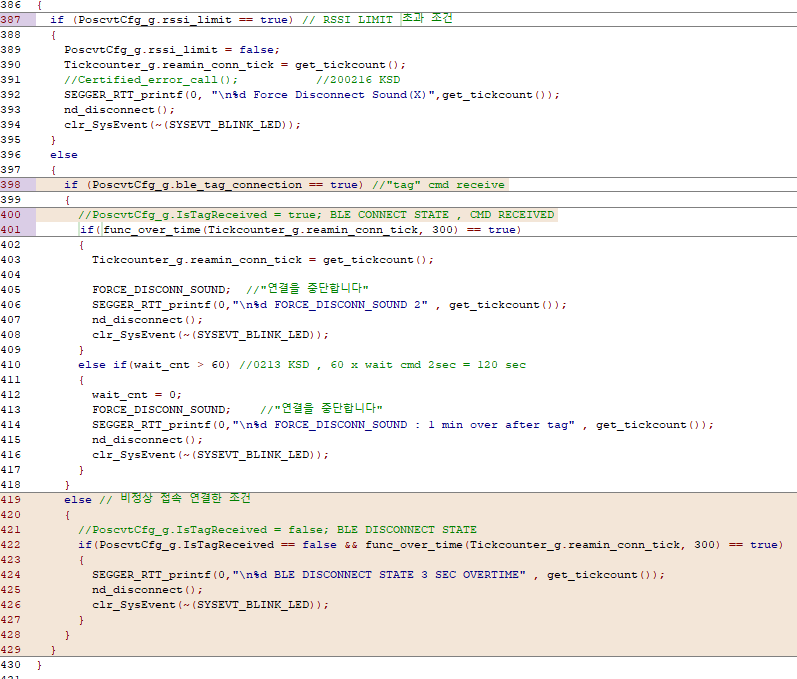 386 {
387 if (PoscvtCfg_g.rssi_limit == true) // RSSI LIMIT 초과 조건
388 {
389 PoscvtCfg_g.rssi_limit = false;
390 Tickcounter_g.reamin_conn_tick = get_tickcount();
391 //Certified_error_call(); //200216 KSD
392 SEGGER_RTT_printf(0, "\n%d Force Disconnect Sound(X)",get_tickcount());
393 nd_disconnect();
394 clr_SysEvent(~(SYSEVT_BLINK_LED));
395 }
396 else
397 {
398 if (PoscvtCfg_g.ble_tag_connection == true) //"tag" cmd receive
399 {
400 //PoscvtCfg_g.IsTagReceived = true; BLE CONNECT STATE , CMD RECEIVED
401 if(func_over_time(Tickcounter_g.reamin_conn_tick, 300) == true)
402 {
403 Tickcounter_g.reamin_conn_tick = get_tickcount();
404
405 FORCE_DISCONN_SOUND; //"연결을 중단합니다"
406 SEGGER_RTT_printf(0,"\n%d FORCE_DISCONN_SOUND 2" , get_tickcount());
407 nd_disconnect();
408 clr_SysEvent(~(SYSEVT_BLINK_LED));
409 }
410 else if(wait_cnt > 60) //0213 KSD , 60 x wait cmd 2sec = 120 sec
411 {
412 wait_cnt = 0;
413 FORCE_DISCONN_SOUND; //"연결을 중단합니다"
414 SEGGER_RTT_printf(0,"\n%d FORCE_DISCONN_SOUND : 1 min over after tag" , get_tickcount());
415 nd_disconnect();
416 clr_SysEvent(~(SYSEVT_BLINK_LED));
417 }
418 }
419 else // 비정상 접속 연결한 조건
420 {
421 //PoscvtCfg_g.IsTagReceived = false; BLE DISCONNECT STATE
422 if(PoscvtCfg_g.IsTagReceived == false && func_over_time(Tickcounter_g.reamin_conn_tick, 300) == true)
423 {
424 SEGGER_RTT_printf(0,"\n%d BLE DISCONNECT STATE 3 SEC OVERTIME" , get_tickcount());
425 nd_disconnect();
426 clr_SysEvent(~(SYSEVT_BLINK_LED));
427 }
428 }
429 }
430 }